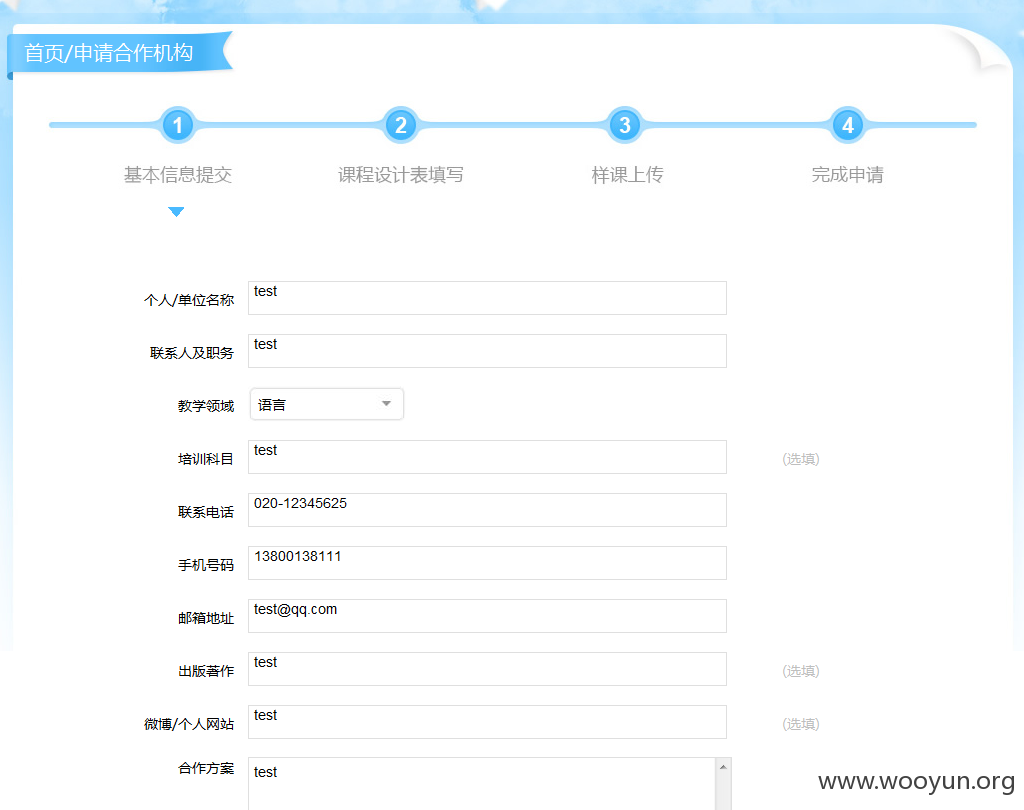 首页/申请合作机构
1 2 3 4
基本信息提交 课程设计表填写 样课上传 完成申请
个人/单位名称 test
联系人及职务 test
教学领域 语言
培训科目 test (选填)
联系电话 020-12345625
手机号码 13800138111
邮箱地址 test@qq.com
出版著作 test (选填)
微博/个人网站 test (选填)
合作方案 test
www.wooyun.org